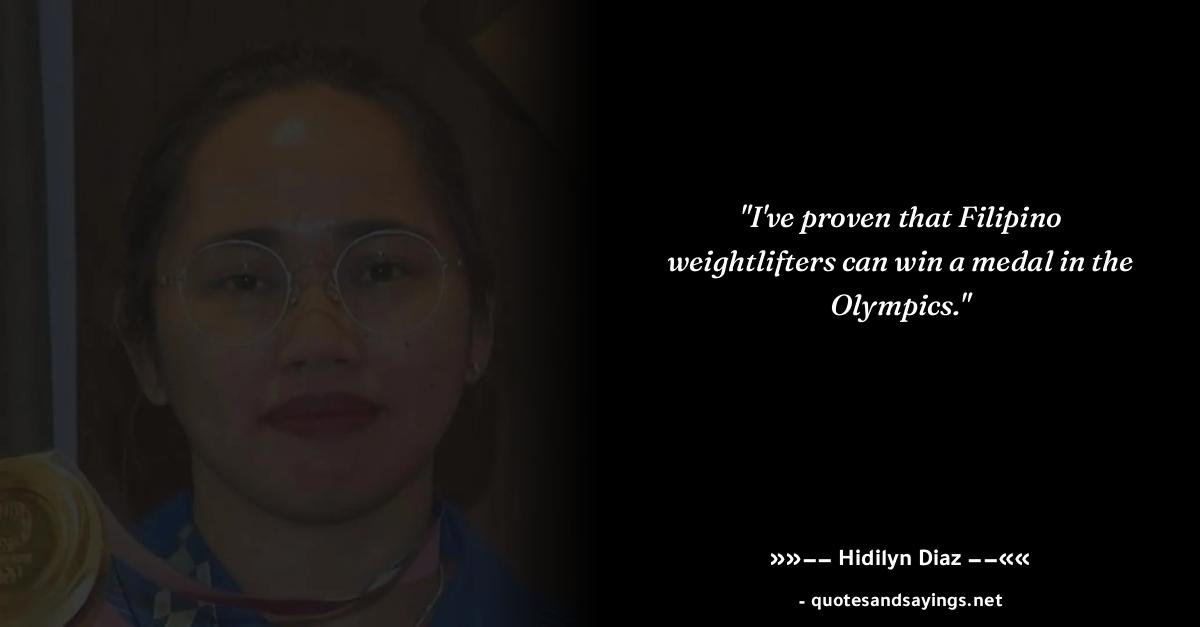 "I've proven that Filipino
weightlifters can win a medal in the
Olympics."
»»−− Hidilyn Diaz −−««
- quotesandsayings.net